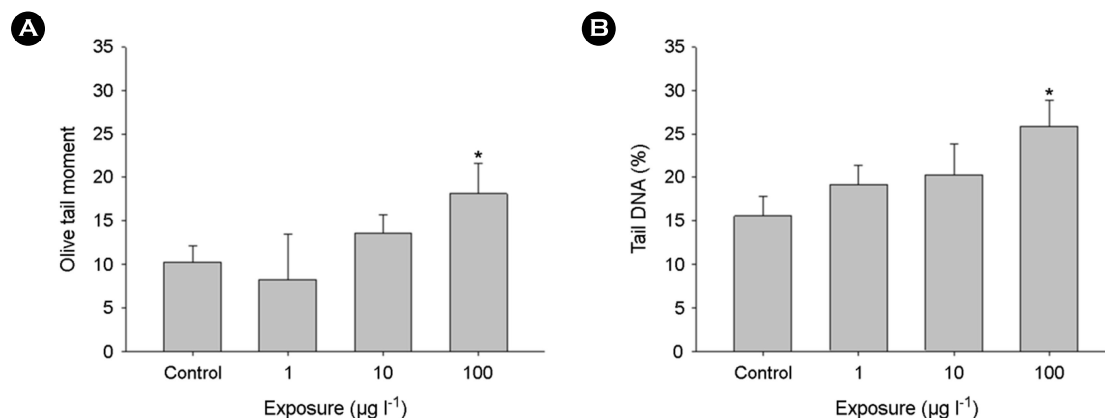 A
35
30
25
20
15
10
5
0
Olive tail moment
*
Control 1 10 100
Exposure (µg l⁻¹)
B
35
30
25
20
15
10
5
0
Tail DNA (%)
*
Control 1 10 100
Exposure (µg l⁻¹)